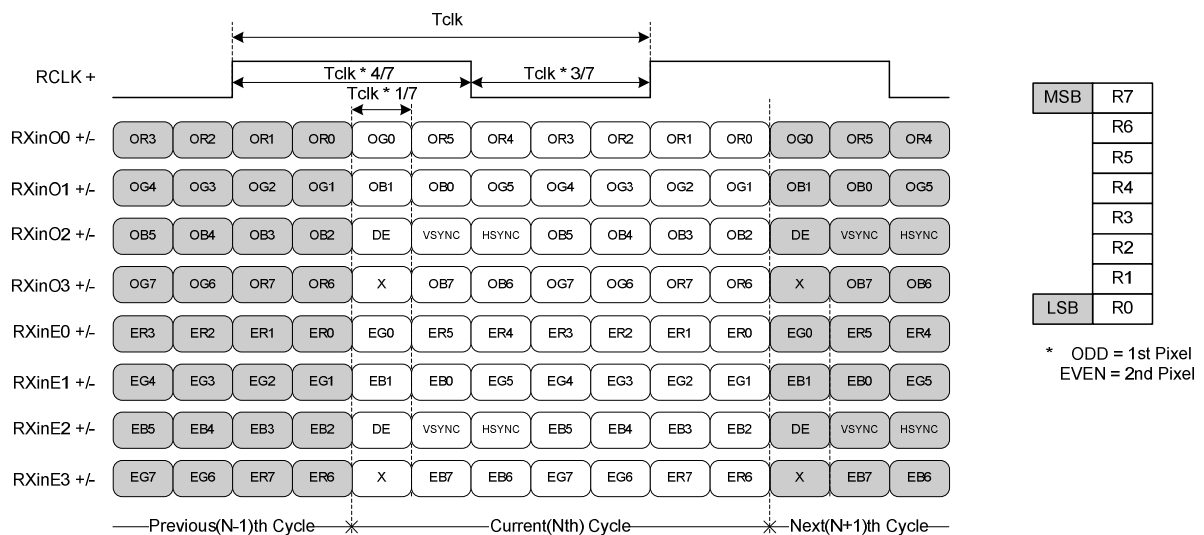 Tclk
RCLK +
Tclk * 4/7
Tclk * 3/7
Tclk * 1/7
RXinO0 +/- OR3 OR2 OR1 OR0 OG0 OR5 OR4 OR3 OR2 OR1 OR0 OG0 OR5 OR4
RXinO1 +/- OG4 OG3 OG2 OG1 OB1 OB0 OG5 OG4 OG3 OG2 OG1 OB1 OB0 OG5
RXinO2 +/- OB5 OB4 OB3 OB2 DE VSYNC HSYNC OB5 OB4 OB3 OB2 DE VSYNC HSYNC
RXinO3 +/- OG7 OG6 OR7 OR6 X OB7 OB6 OG7 OG6 OR7 OR6 X OB7 OB6
RXinE0 +/- ER3 ER2 ER1 ER0 EG0 ER5 ER4 ER3 ER2 ER1 ER0 EG0 ER5 ER4
RXinE1 +/- EG4 EG3 EG2 EG1 EB1 EB0 EG5 EG4 EG3 EG2 EG1 EB1 EB0 EG5
RXinE2 +/- EB5 EB4 EB3 EB2 DE VSYNC HSYNC EB5 EB4 EB3 EB2 DE VSYNC HSYNC
RXinE3 +/- EG7 EG6 ER7 ER6 X EB7 EB6 EG7 EG6 ER7 ER6 X EB7 EB6
Previous(N-1)th Cycle Current(Nth) Cycle Next(N+1)th Cycle
MSB R7
R6
R5
R4
R3
R2
R1
LSB R0
* ODD = 1st Pixel
EVEN = 2nd Pixel